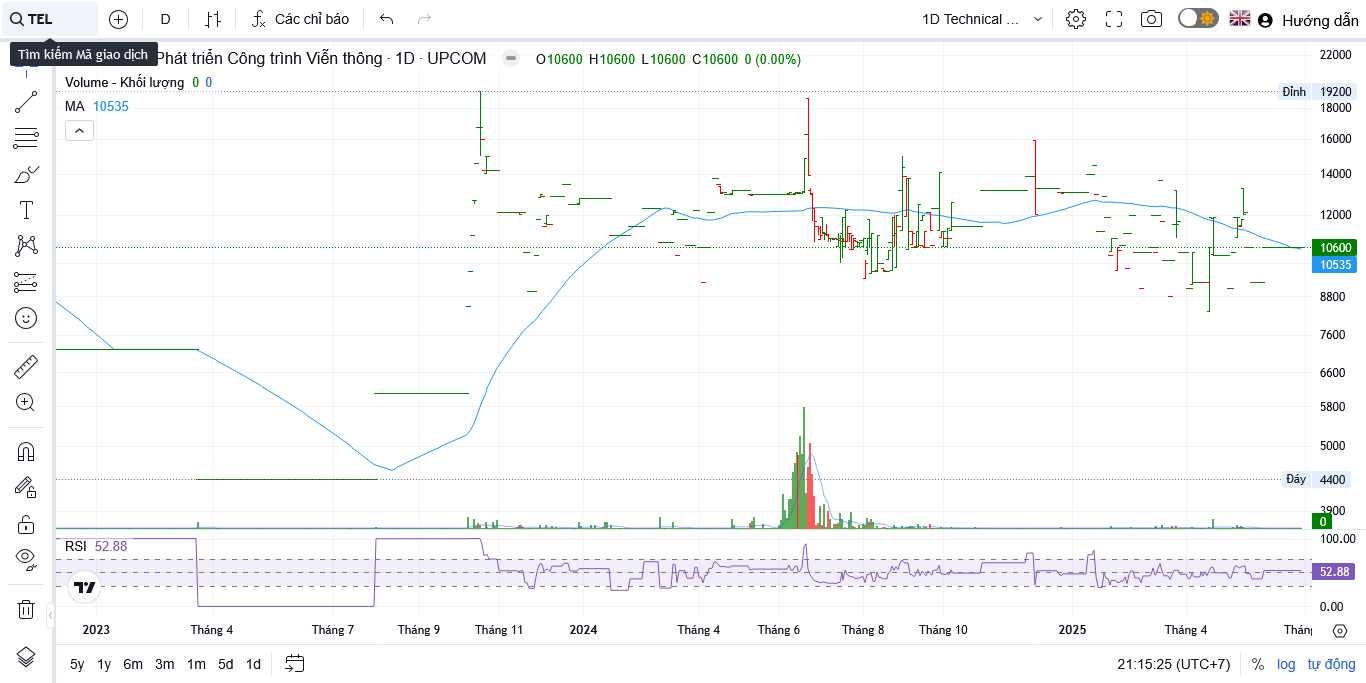 TEL
D
Các chỉ báo
1D Technical ...
Hướng dẫn
Tìm kiếm Mã giao dịch
Phát triển Công trình Viễn thông · 1D · UPCOM
O10600 H10600 L10600 C10600 0 (0.00%)
Volume - Khối lượng 0 0
MA 10535
22000
Đỉnh 19200
18000
16000
14000
12000
10600
10535
8800
7600
6600
5800
5000
Đáy 4400
3900
0
RSI 52.88
100.00
52.88
0.00
2023 Tháng 4 Tháng 7 Tháng 9 Tháng 11 2024 Tháng 4 Tháng 6 Tháng 8 Tháng 10 2025 Tháng 4
5y 1y 6m 3m 1m 5d 1d
21:15:25 (UTC+7) % log tự động